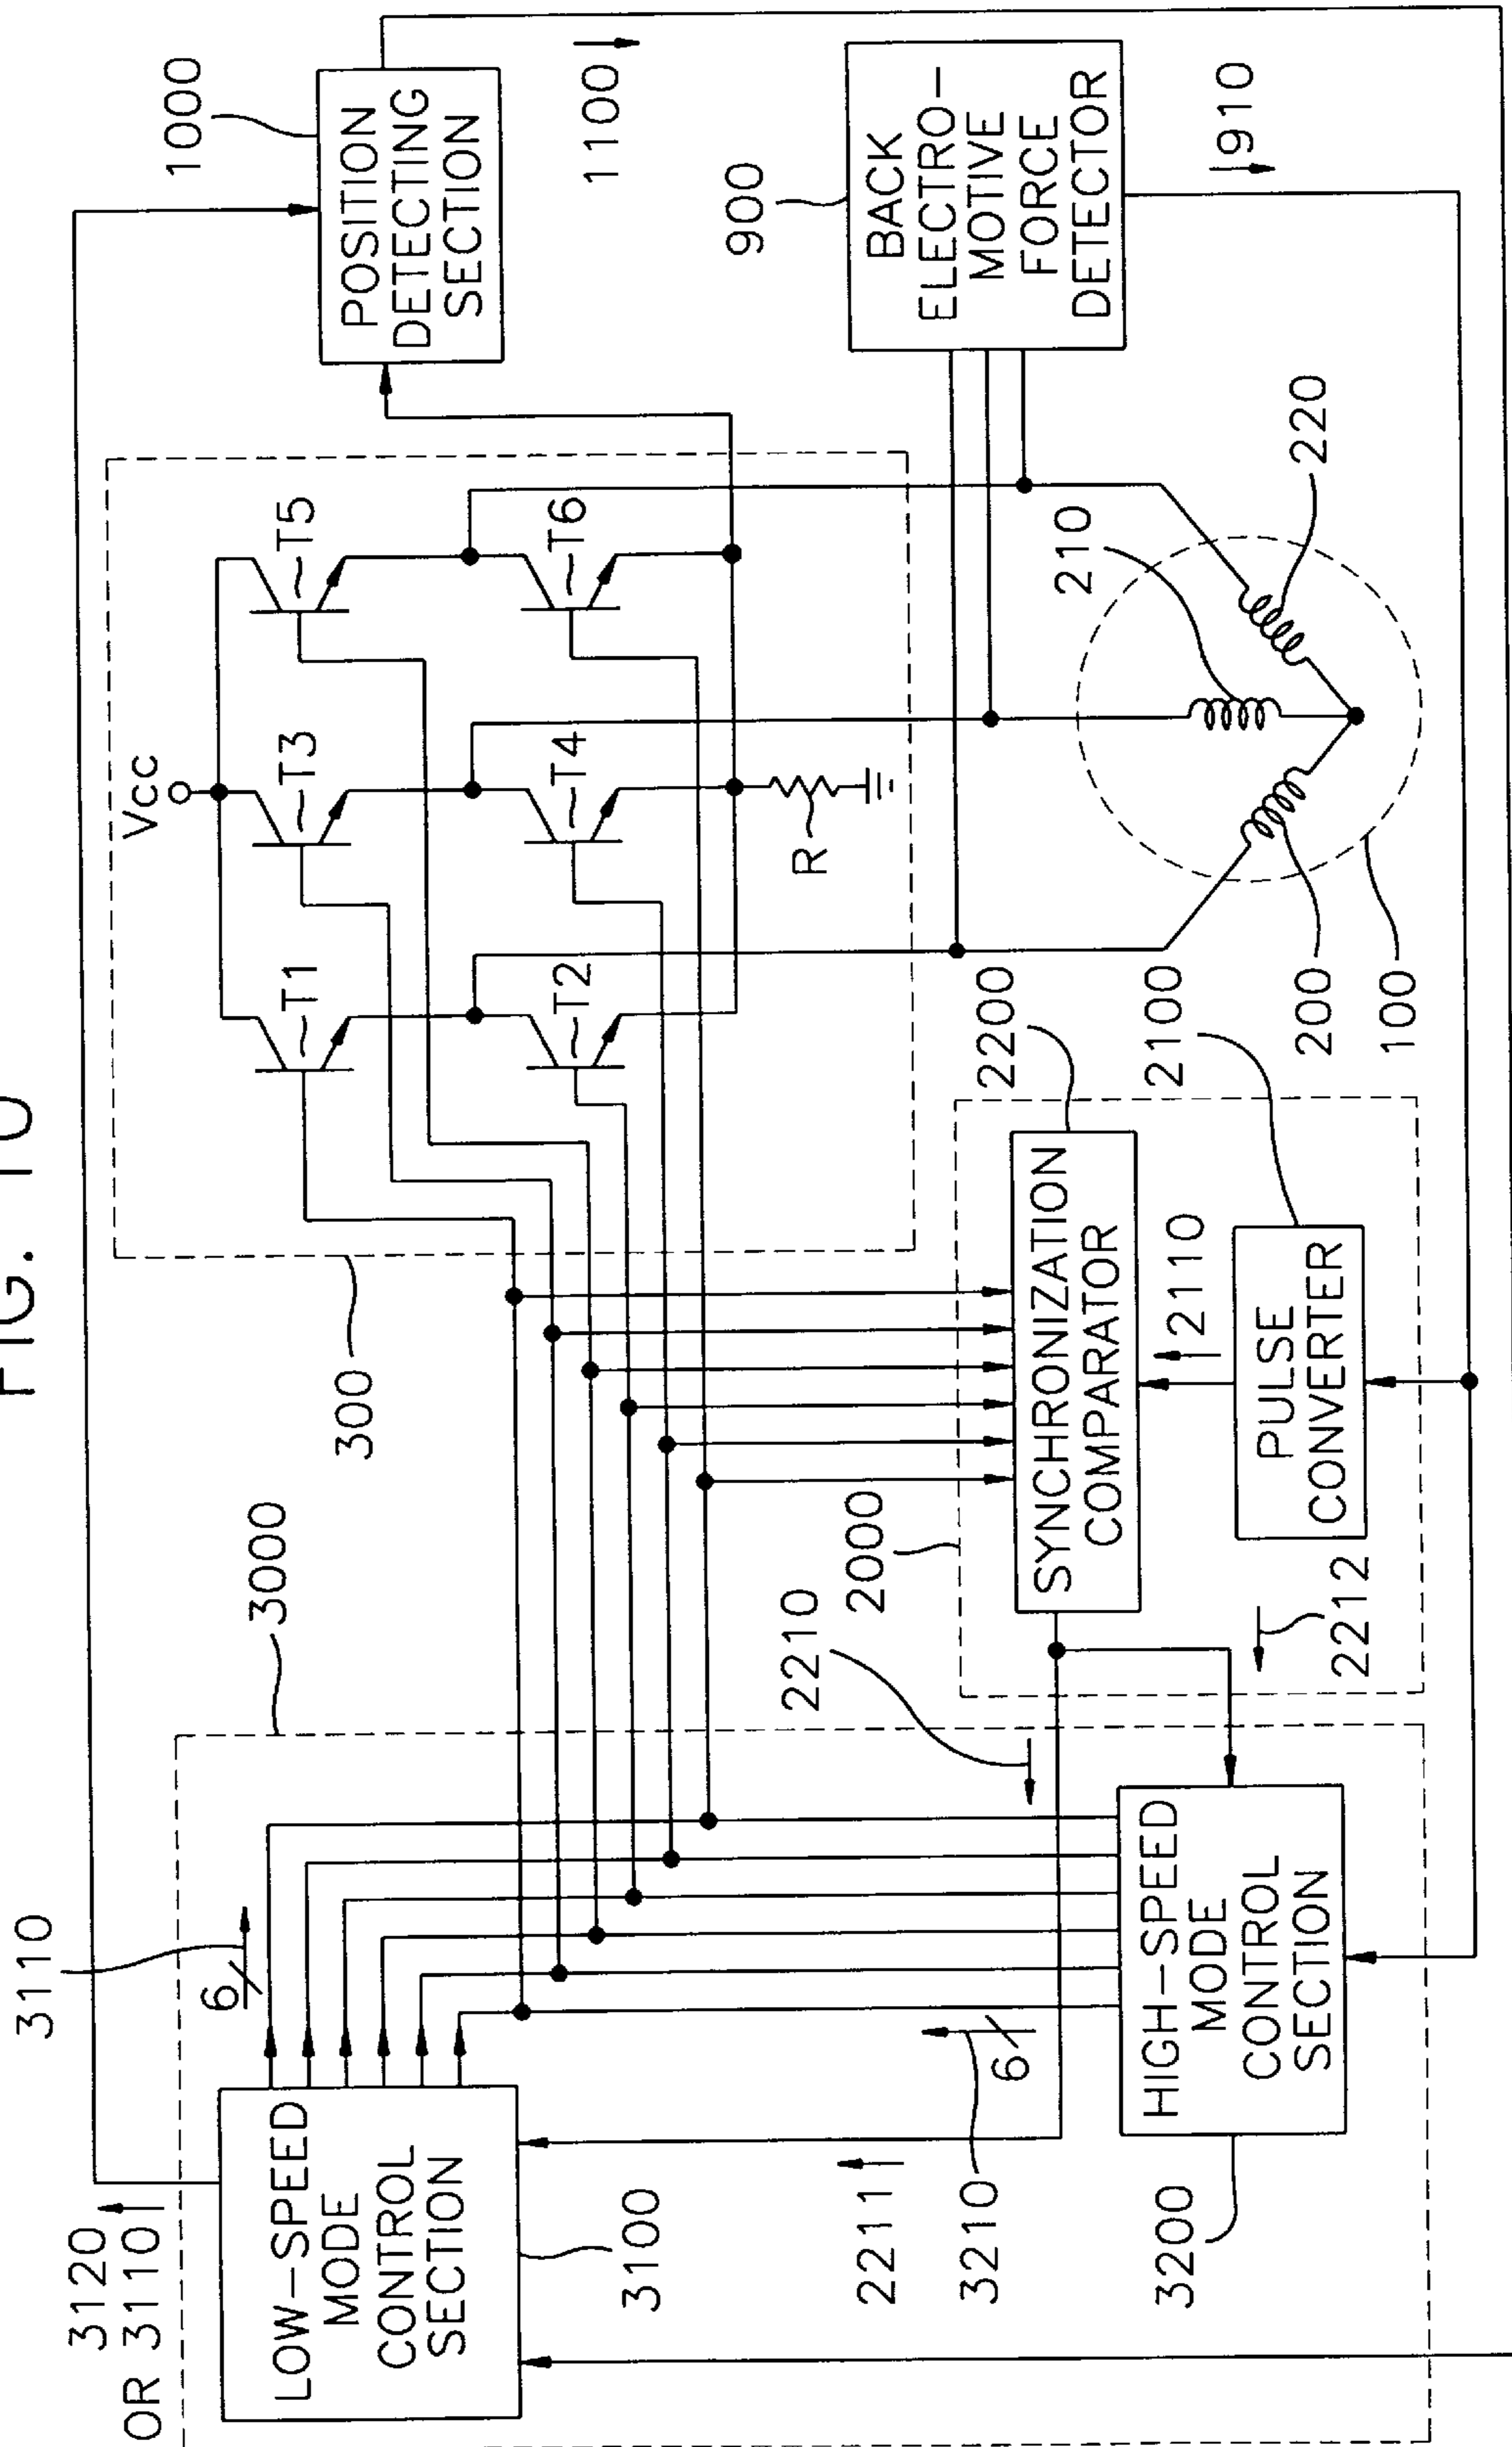 FIG. 10
3120
OR 3110
3110
6
3000
300
Vcc
T1
T3
T5
T2
T4
T6
R
1000
POSITION
DETECTING
SECTION
1100
LOW-SPEED
MODE
CONTROL
SECTION
3100
2211
3210
6
2210
2000
2200
2100
SYNCHRONIZATION
COMPARATOR
2110
PULSE
CONVERTER
2212
HIGH-SPEED
MODE
CONTROL
SECTION
3200
900
BACK
ELECTRO-
MOTIVE
FORCE
DETECTOR
910
210
220
200
100